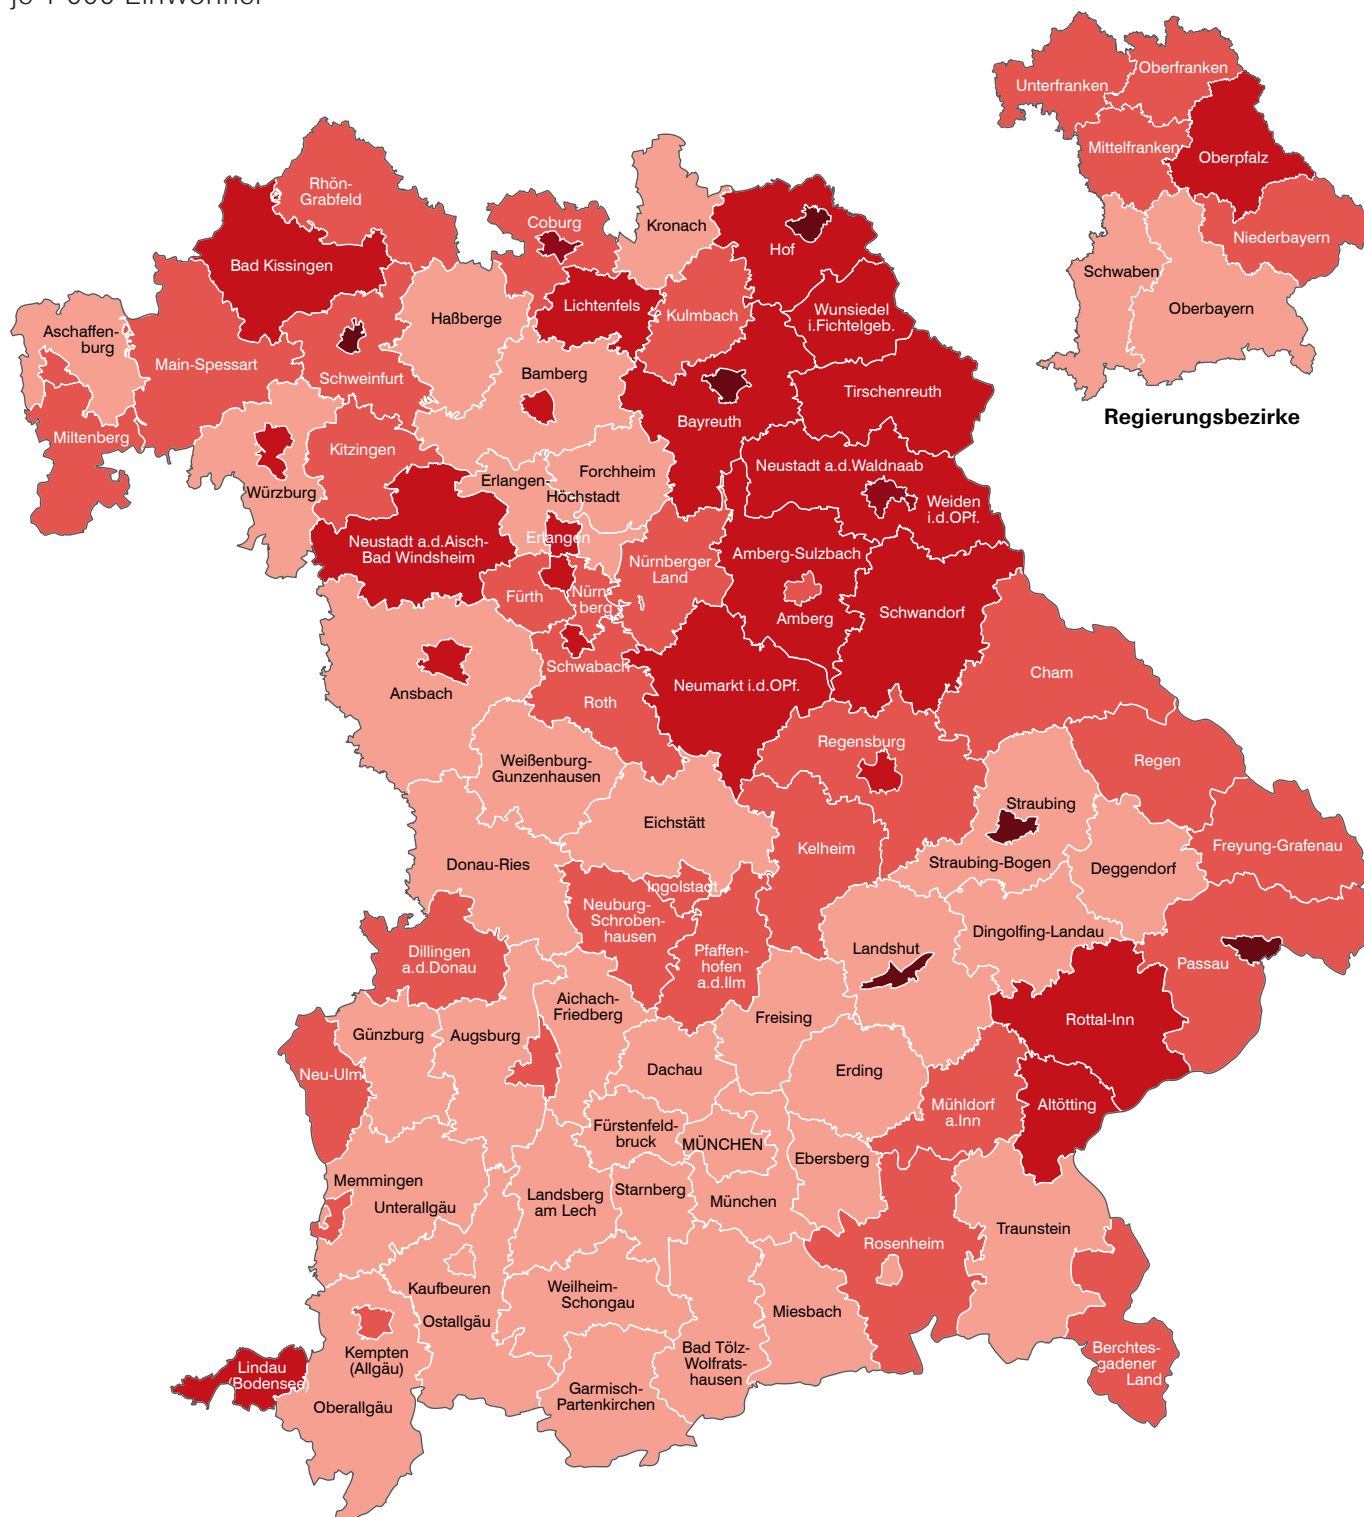 je 1 000 Einwohner
Unterfranken
Oberfranken
Mittelfranken
Oberpfalz
Niederbayern
Schwaben
Oberbayern
Regierungsbezirke
Rhön-
Grabfeld
Coburg
Kronach
Hof
Bad Kissingen
Lichtenfels
Kulmbach
Wunsiedel
i.Fichtelgeb.
Haßberge
Aschaffen-
burg
Main-Spessart
Schweinfurt
Bamberg
Tirschenreuth
Bayreuth
Miltenberg
Kitzingen
Würzburg
Erlangen-
Höchstadt
Forchheim
Neustadt a.d.Waldnaab
Weiden
i.d.OPf.
Neustadt a.d.Aisch-
Bad Windsheim
Erlangen
Nürnberger
Land
Amberg-Sulzbach
Amberg
Fürth
Nürn-
berg
Schwandorf
Schwabach
Roth
Neumarkt i.d.OPf.
Cham
Ansbach
Weißenburg-
Gunzenhausen
Regensburg
Regen
Eichstätt
Straubing
Kelheim
Straubing-Bogen
Deggendorf
Freyung-Grafenau
Donau-Ries
Ingolstadt
Neuburg-
Schroben-
hausen
Pfaffen-
hofen
a.d.Ilm
Landshut
Dingolfing-Landau
Passau
Dillingen
a.d.Donau
Aichach-
Friedberg
Freising
Rottal-Inn
Günzburg
Augsburg
Neu-Ulm
Dachau
Erding
Mühldorf
a.Inn
Altötting
Fürstenfeld-
bruck
MÜNCHEN
Ebersberg
Memmingen
Unterallgäu
Landsberg
am Lech
Starnberg
München
Traunstein
Rosenheim
Kaufbeuren
Ostallgäu
Weilheim-
Schongau
Miesbach
Bad Tölz-
Wolfrats-
hausen
Kempten
(Allgäu)
Berchtes-
gadener
Land
Lindau
(Bodensee)
Oberallgäu
Garmisch-
Partenkirchen